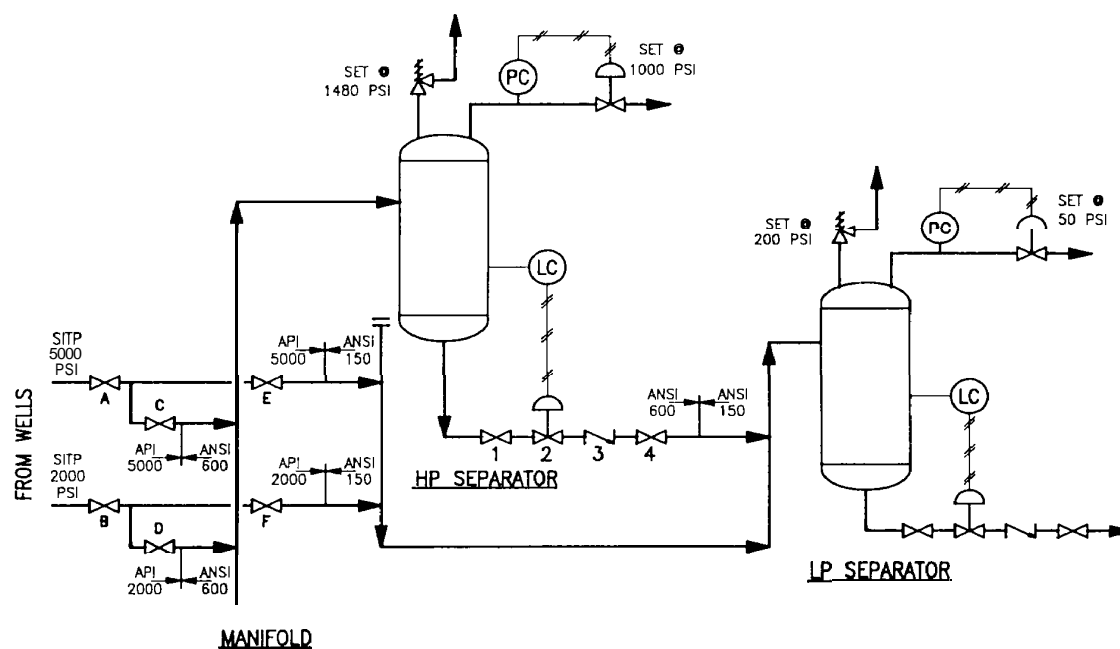 SET @
1480 PSI
PC
SET @
1000 PSI
SET @
200 PSI
PC
SET @
50 PSI
LC
FROM WELLS
SITP
5000
PSI
A
C
API
5000
ANSI
600
E
API
5000
ANSI
150
SITP
2000
PSI
B
D
API
2000
ANSI
600
F
API
2000
ANSI
150
1
2
3
4
ANSI
600
ANSI
150
HP SEPARATOR
LC
LP SEPARATOR
MANIFOLD